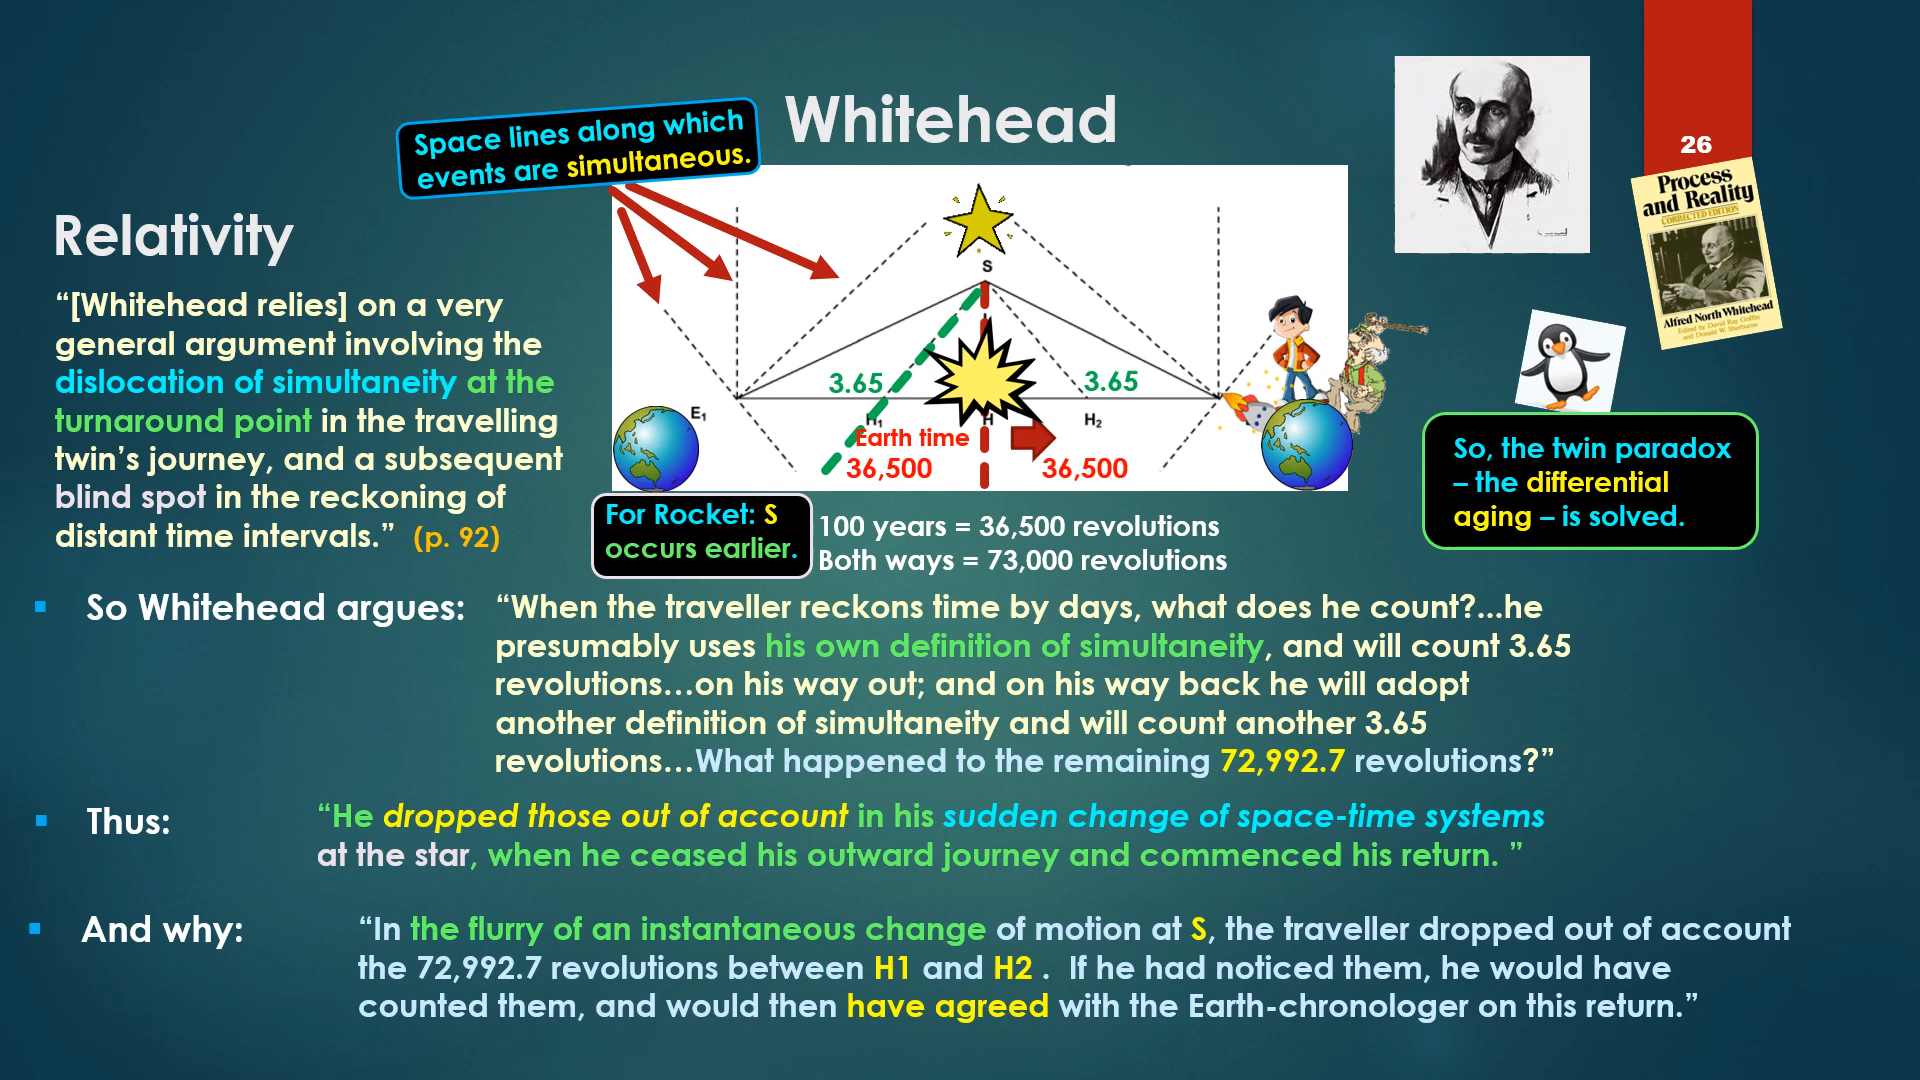 Whitehead
26
Space lines along which
events are simultaneous.
Process
and Reality
CORRECTED EDITION
Alfred North Whitehead
Edited by David Ray Griffin
and Donald W. Sherburne
Relativity
“[Whitehead relies] on a very
general argument involving the
dislocation of simultaneity at the
turnaround point in the travelling
twin’s journey, and a subsequent
blind spot in the reckoning of
distant time intervals.” (p. 92)
S
3.65
3.65
E₁
H₁
H
H₂
Earth time
36,500
36,500
For Rocket: S
occurs earlier.
100 years = 36,500 revolutions
Both ways = 73,000 revolutions
So, the twin paradox
– the differential
aging – is solved.
▪ So Whitehead argues: “When the traveller reckons time by days, what does he count?...he
presumably uses his own definition of simultaneity, and will count 3.65
revolutions…on his way out; and on his way back he will adopt
another definition of simultaneity and will count another 3.65
revolutions…What happened to the remaining 72,992.7 revolutions?”
▪ Thus: “He dropped those out of account in his sudden change of space-time systems
at the star, when he ceased his outward journey and commenced his return. ”
▪ And why: “In the flurry of an instantaneous change of motion at S, the traveller dropped out of account
the 72,992.7 revolutions between H1 and H2 . If he had noticed them, he would have
counted them, and would then have agreed with the Earth-chronologer on this return.”